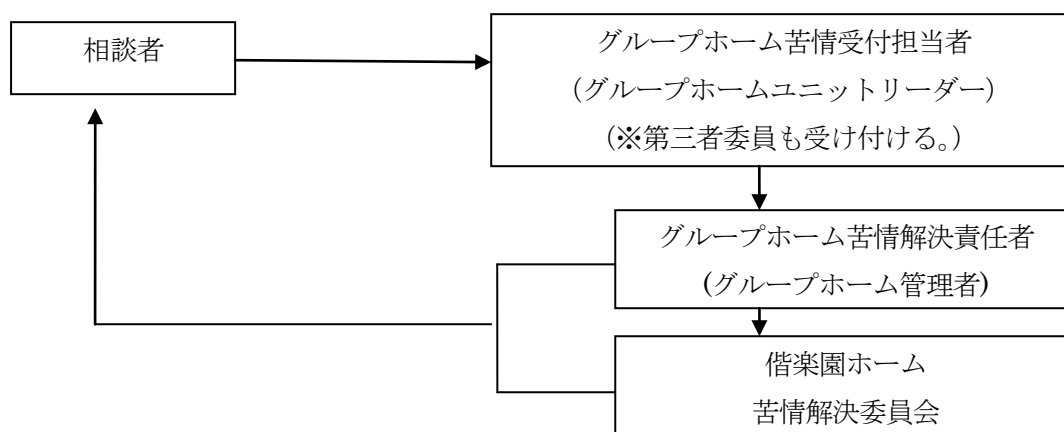 相談者
グループホーム苦情受付担当者
（グループホームユニットリーダー）
（※第三者委員も受け付ける。）
グループホーム苦情解決責任者
(グループホーム管理者)
偕楽園ホーム
苦情解決委員会